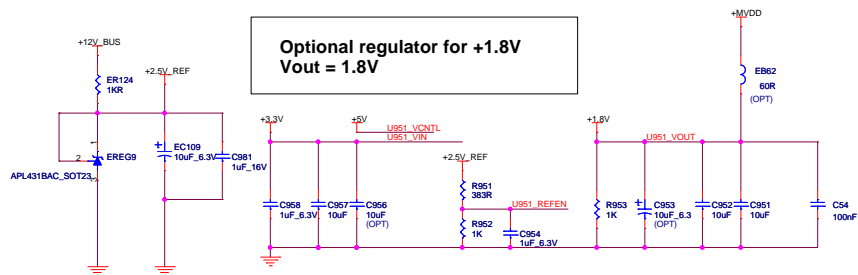 Optional regulator for +1.8V
Vout = 1.8V
+12V_BUS
ER124
1KR
+2.5V_REF
1
2
3
EREG9
APL431BAC_SOT23
EC109
10uF_6.3V
C981
1uF_16V
+3.3V
+5V
U951_VCNTL
U951_VIN
C958
1uF_6.3V
C957
10uF
C956
10uF
(OPT)
+2.5V_REF
R951
383R
U951_REFEN
R952
1K
C954
1uF_6.3V
+1.8V
U951_VOUT
R953
1K
C953
10uF_6.3
(OPT)
C952
10uF
C951
10uF
+MVDD
EB62
60R
(OPT)
C54
100nF